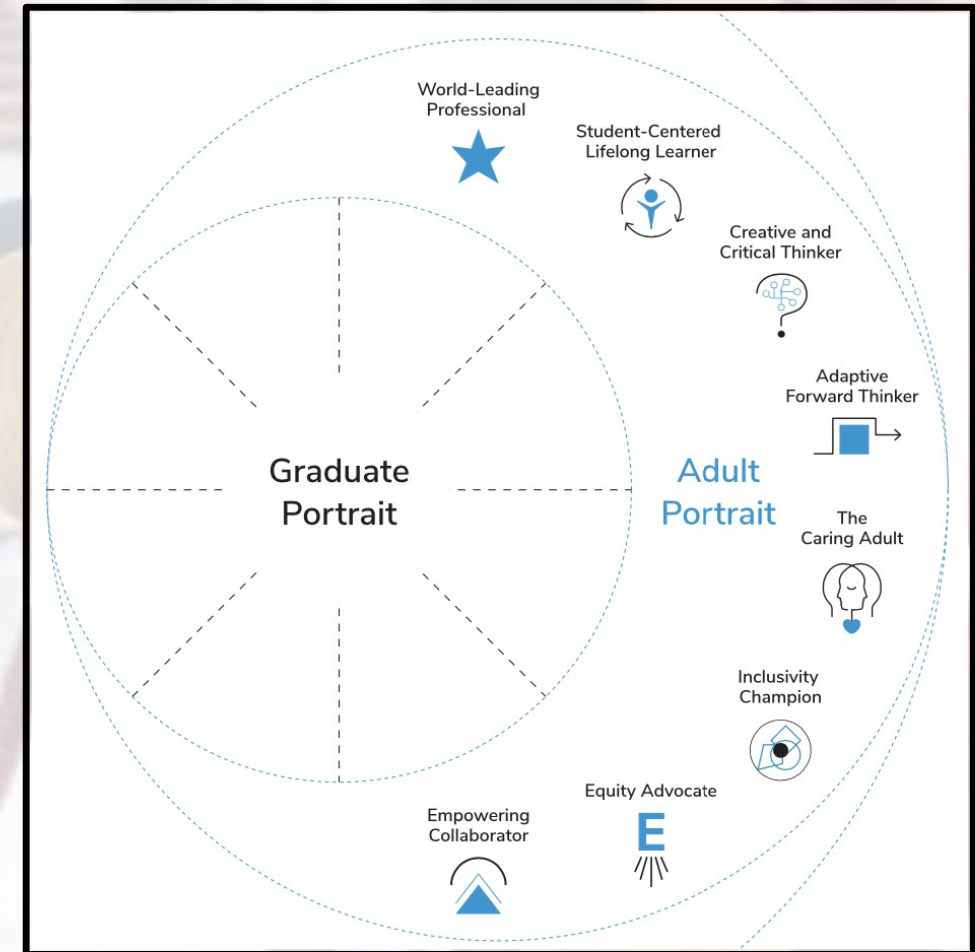 World-Leading
Professional
Student-Centered
Lifelong Learner
Creative and
Critical Thinker
Adaptive
Forward Thinker
Graduate
Portrait
Adult
Portrait
The
Caring Adult
Inclusivity
Champion
Equity Advocate
E
Empowering
Collaborator